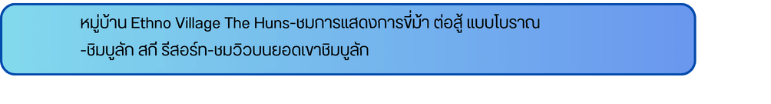 หมู่บ้าน Ethno Village The Huns-ชมการแสดงการขี่ม้า ต่อสู้ แบบโบราณ
-ชิมบูลัก สกี รีสอร์ท-ชมวิวบนยอดเขาชิมบูลัก